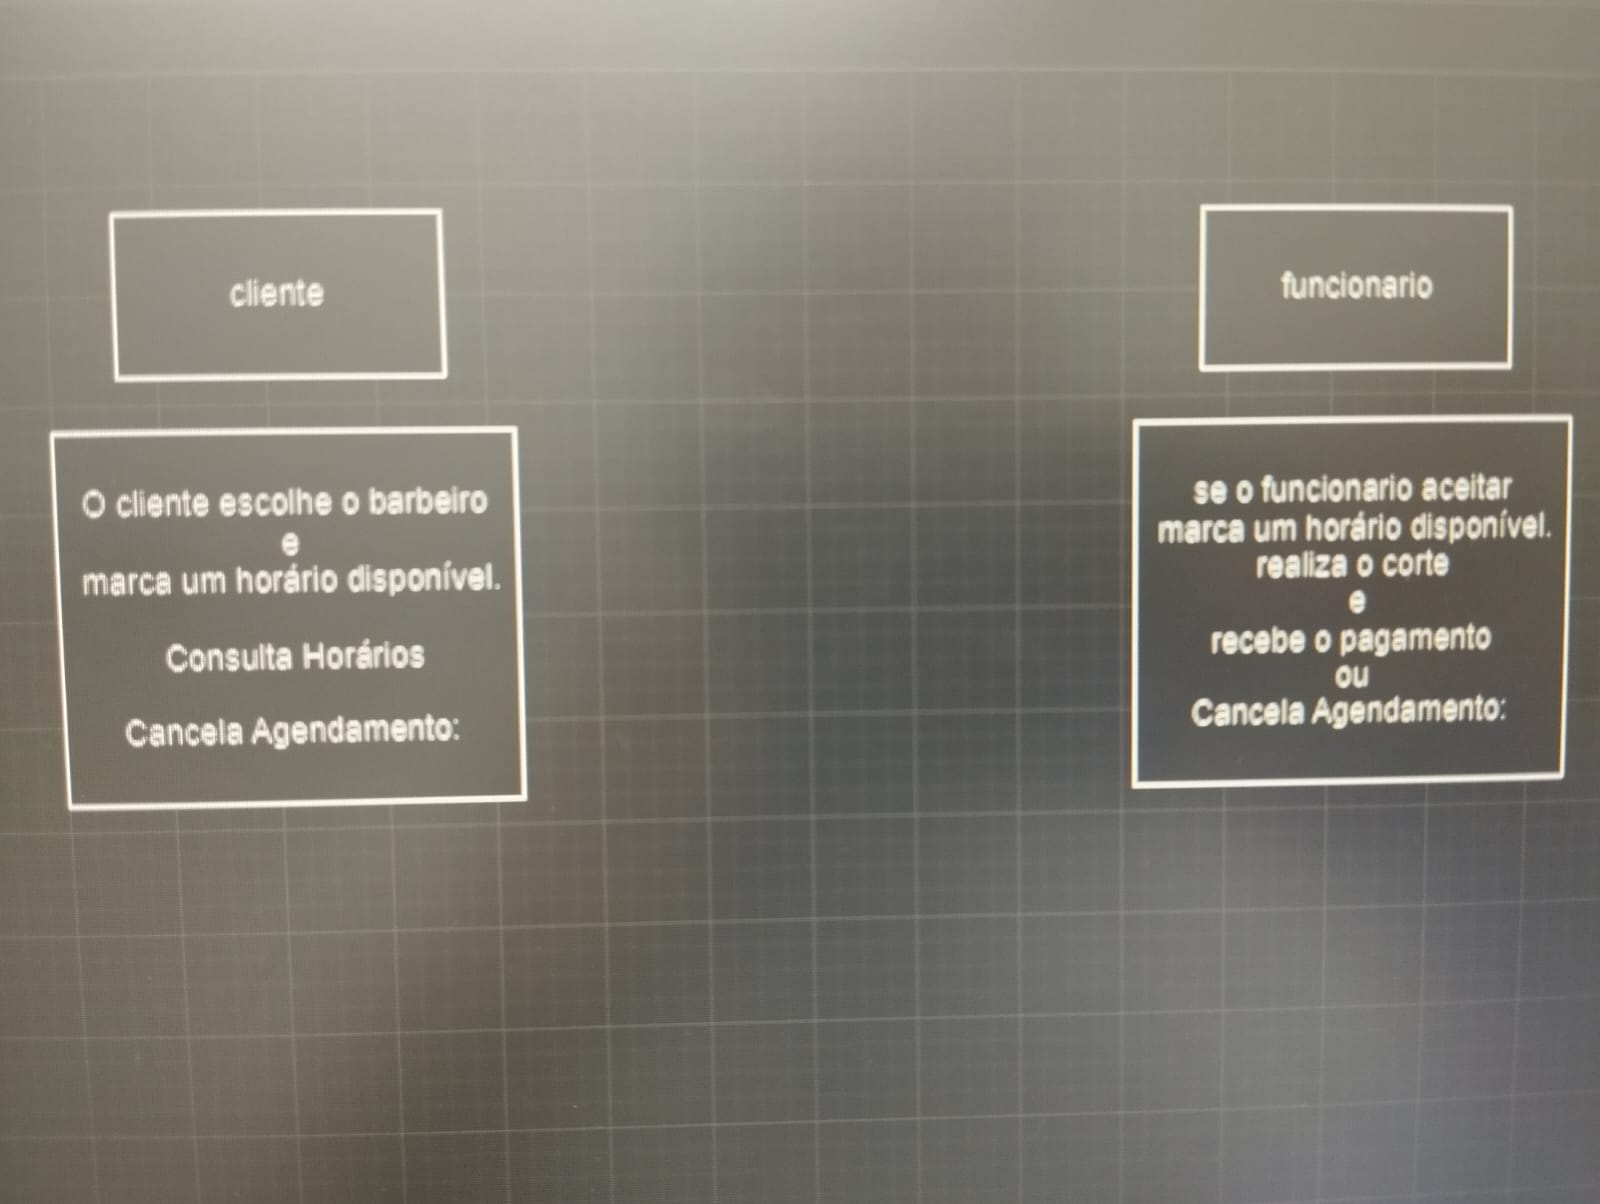 cliente
O cliente escolhe o barbeiro
e
marca um horário disponível.
Consulta Horários
Cancela Agendamento:
funcionario
se o funcionario aceitar
marca um horário disponível.
realiza o corte
e
recebe o pagamento
ou
Cancela Agendamento: